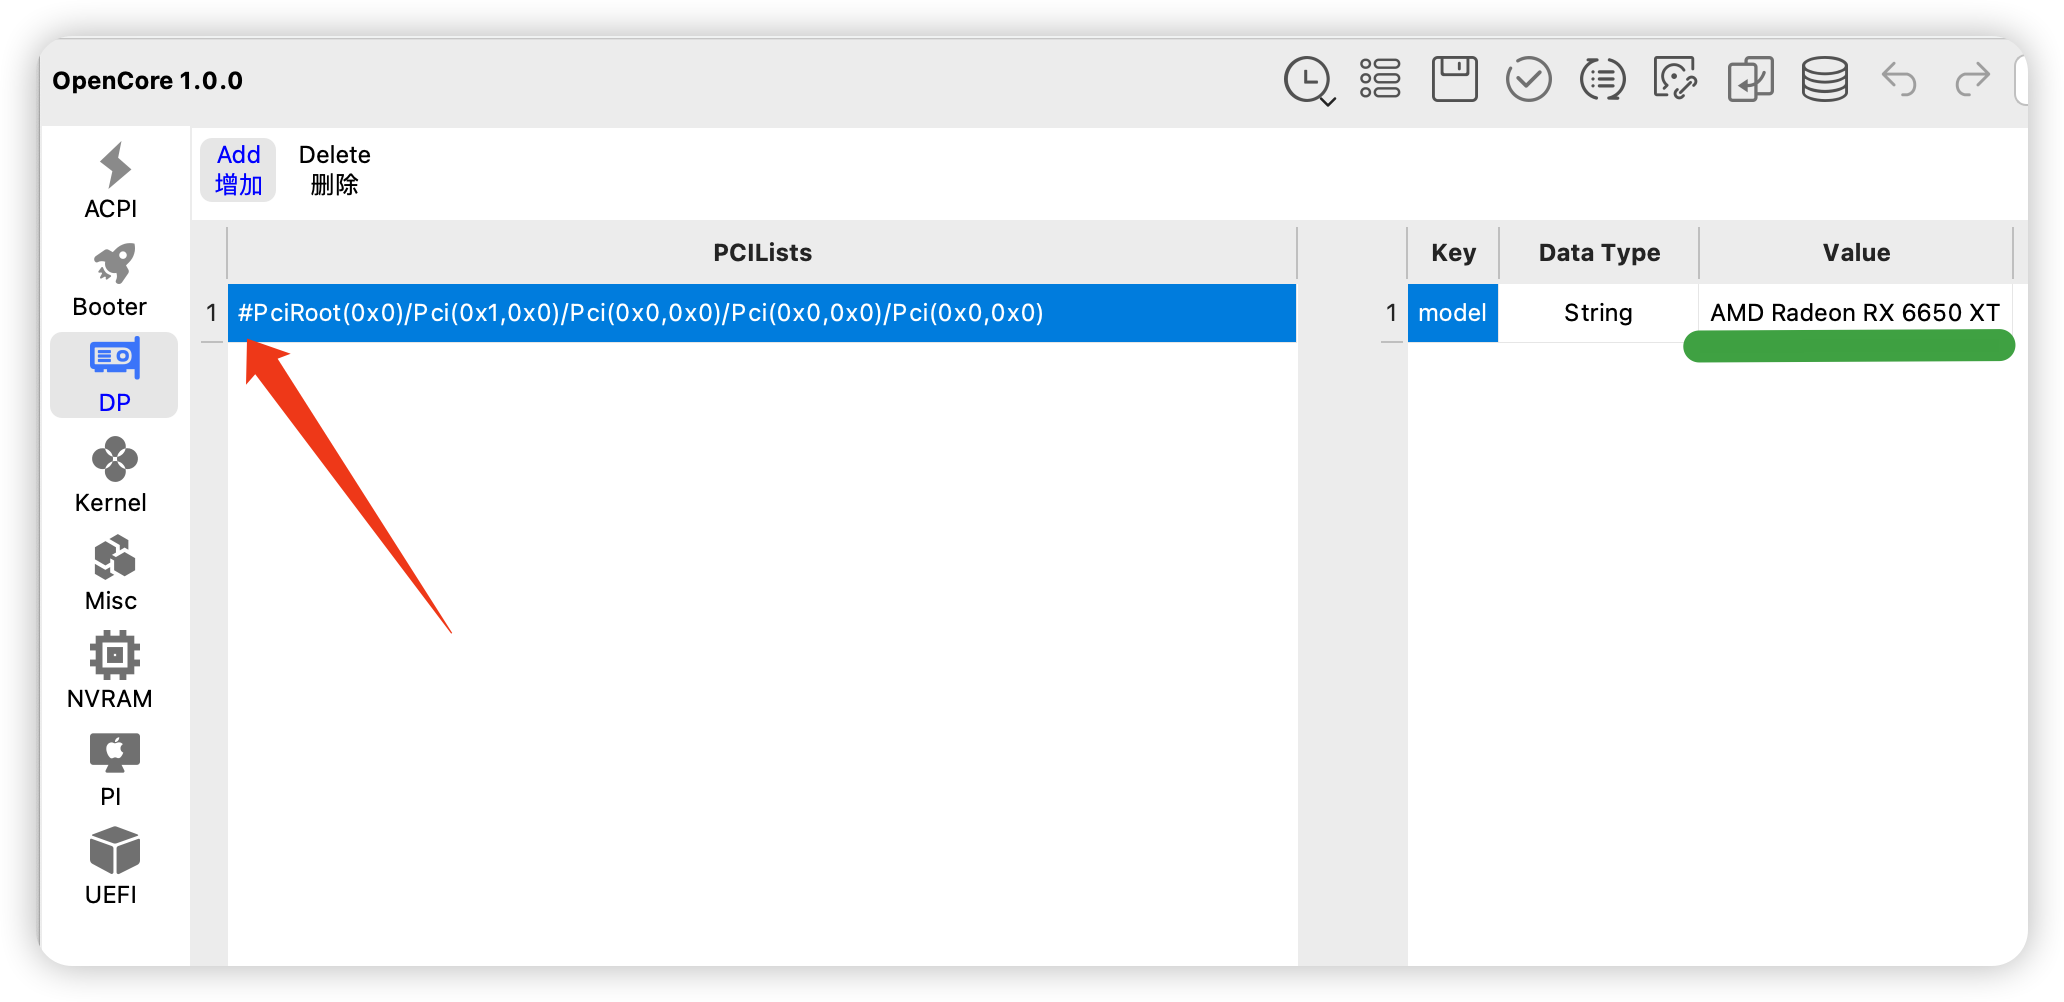 OpenCore 1.0.0
ACPI
Booter
DP
Kernel
Misc
NVRAM
PI
UEFI
Add
增加
Delete
删除
PCILists
1 #PciRoot(0x0)/Pci(0x1,0x0)/Pci(0x0,0x0)/Pci(0x0,0x0)/Pci(0x0,0x0)
Key Data Type Value
1 model String AMD Radeon RX 6650 XT